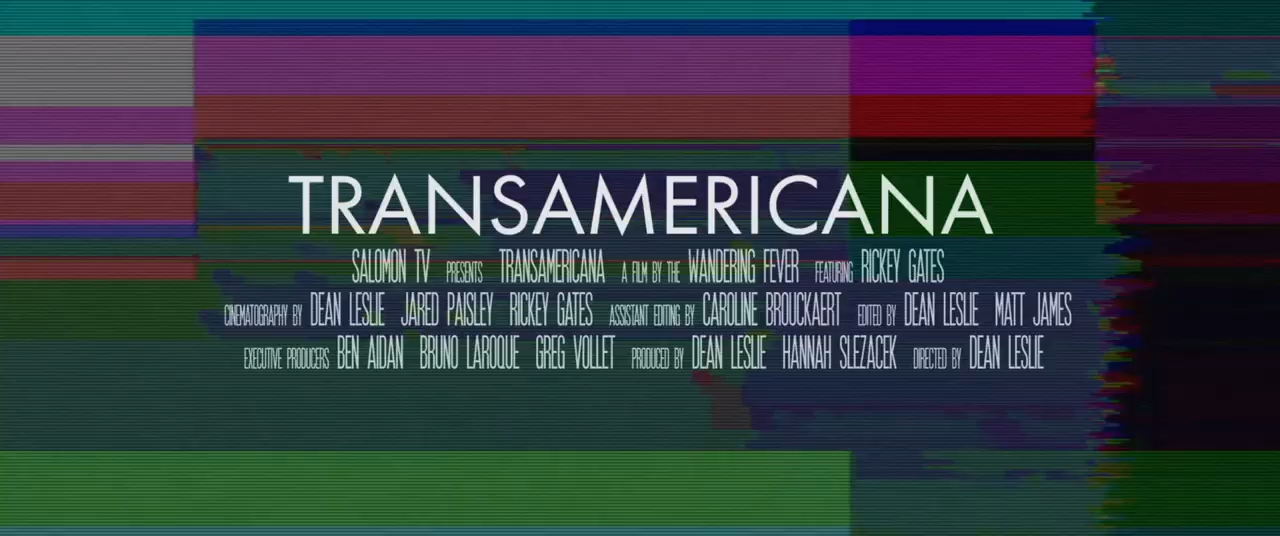 TRANSAMERICANA
SALOMON TV PRESENTS TRANSAMERICANA A FILM BY THE WANDERING FEVER FEATURING RICKEY GATES
CINEMATOGRAPHY BY DEAN LESLIE JARED PAISLEY RICKEY GATES ASSISTANT EDITING BY CAROLINE BROUCKAERT EDITED BY DEAN LESLIE MATT JAMES
EXECUTIVE PRODUCERS BEN AIDAN BRUNO LAROQUE GREG VOLLET PRODUCED BY DEAN LESLIE HANNAH SLEZACEK DIRECTED BY DEAN LESLIE